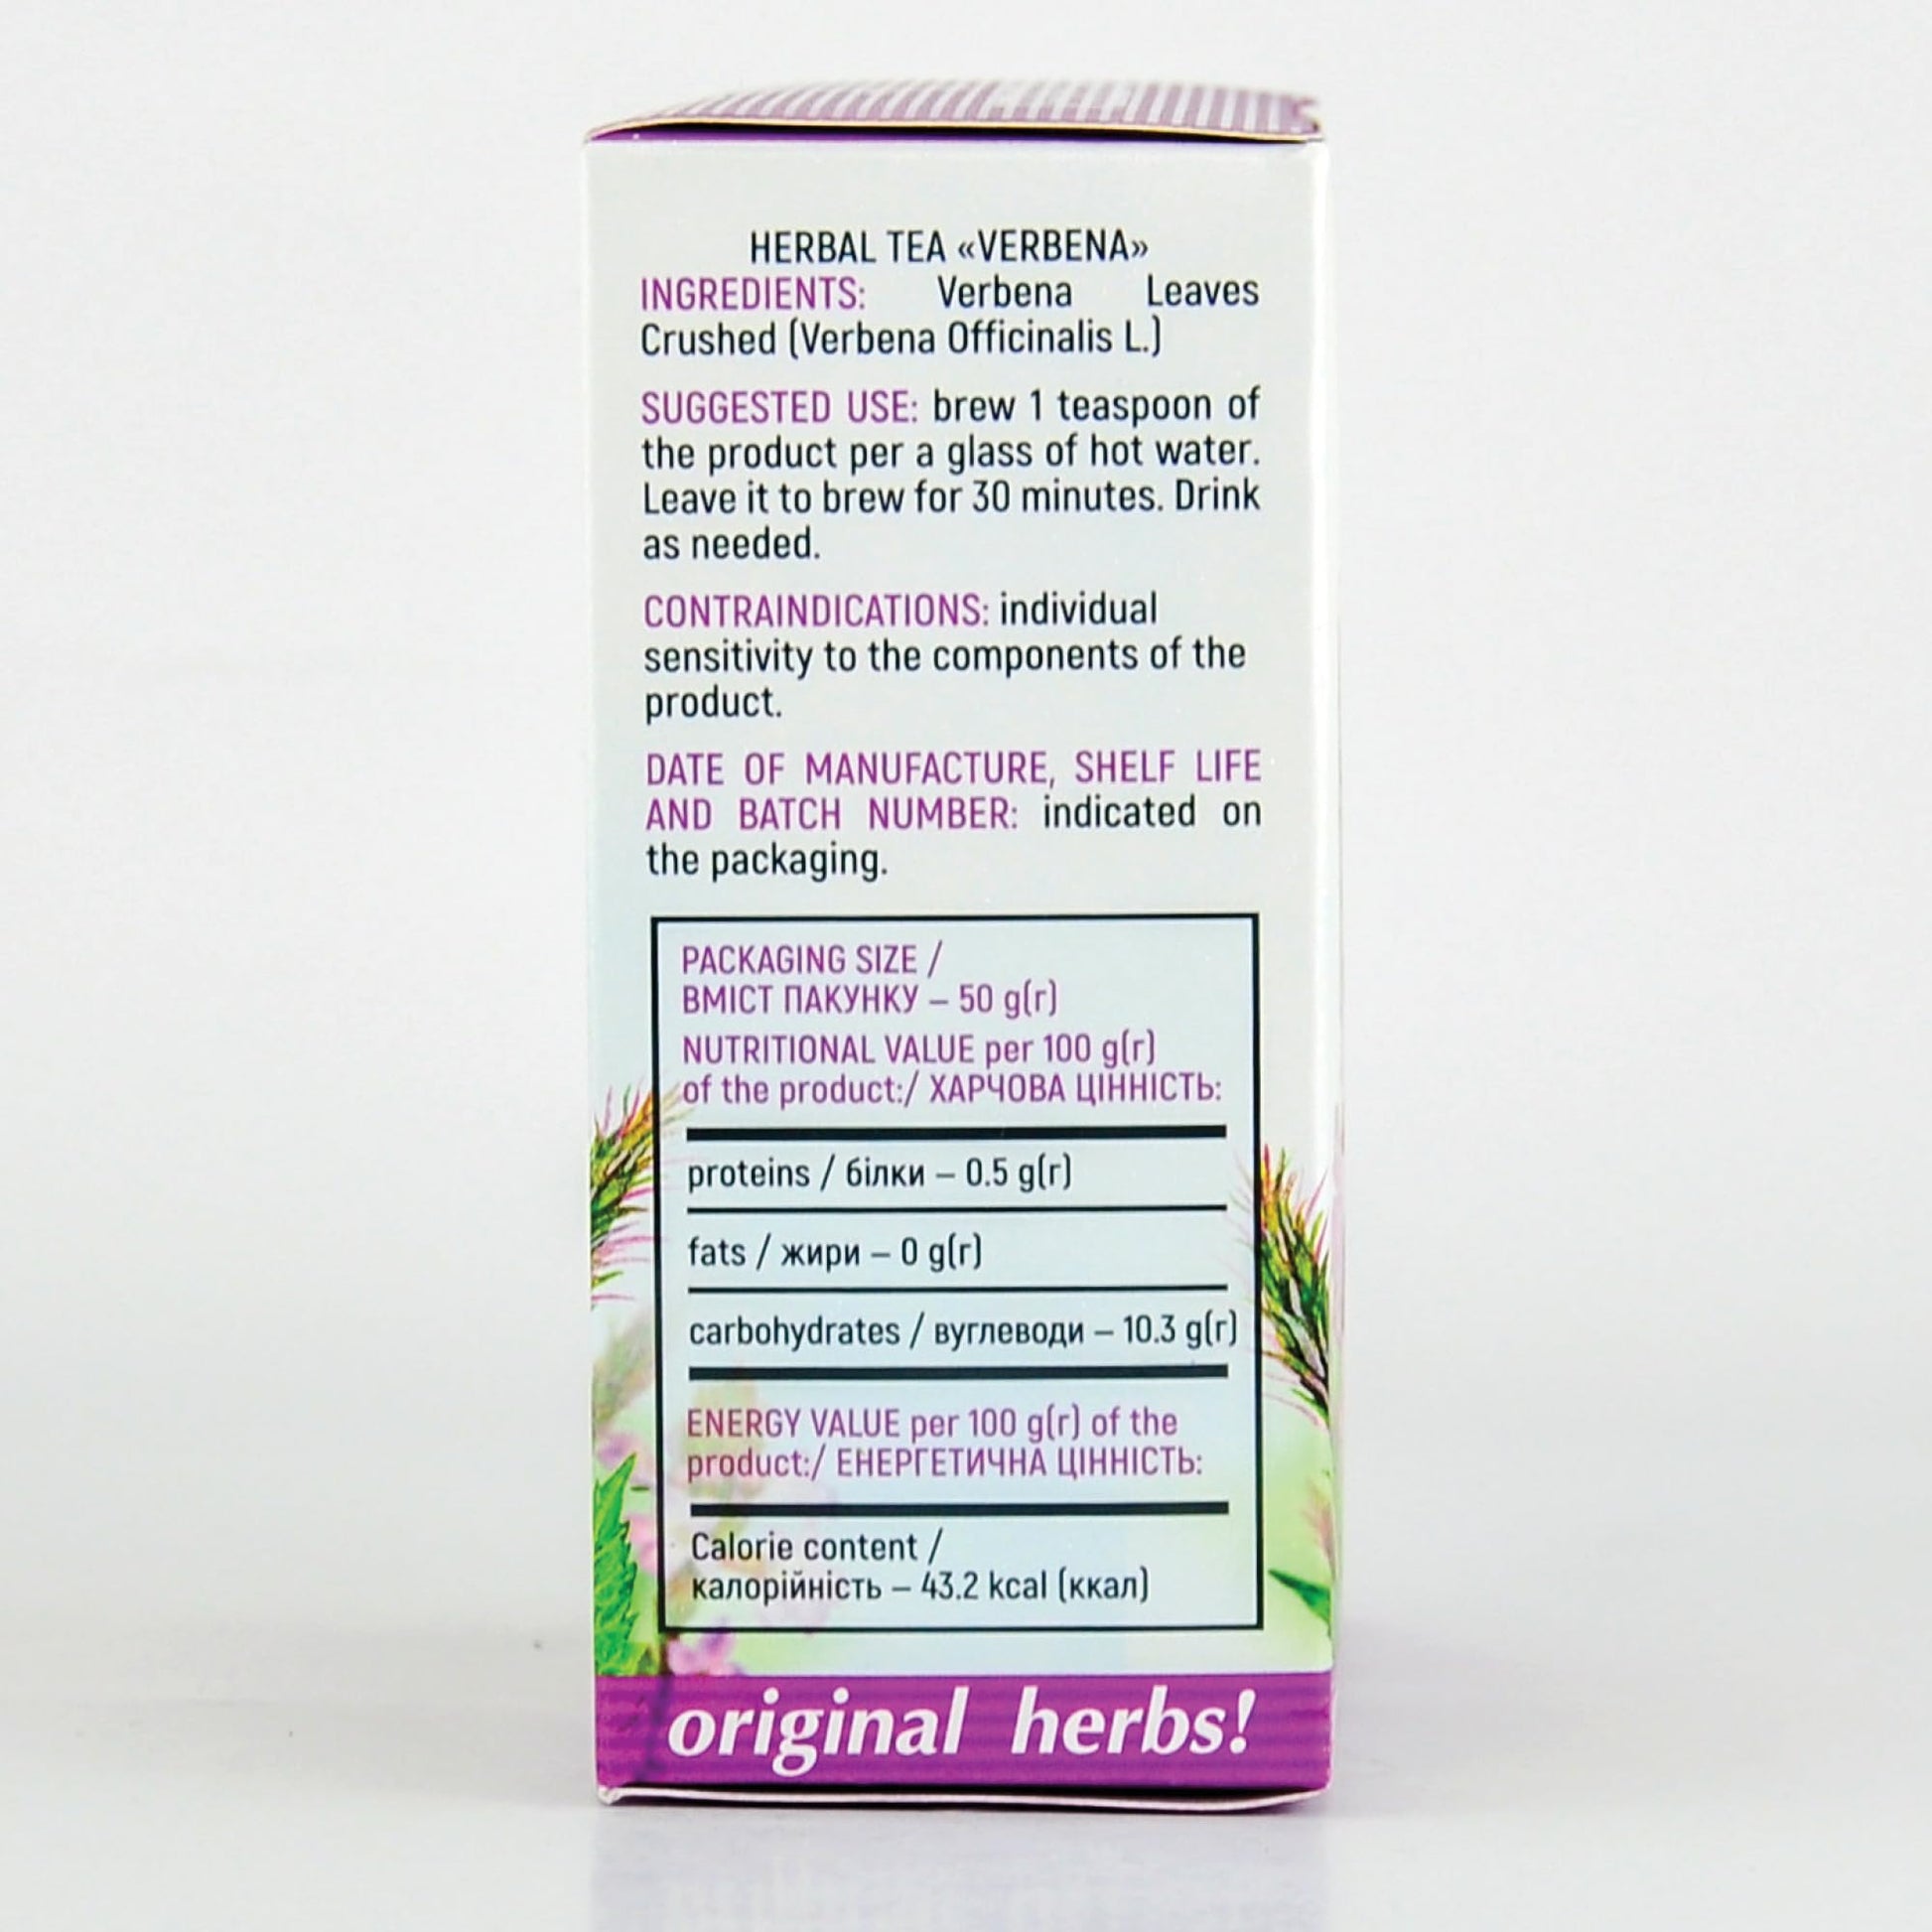 HERBAL TEA «VERBENA»
INGREDIENTS: Verbena Leaves
Crushed (Verbena Officinalis L.)
SUGGESTED USE: brew 1 teaspoon of
the product per a glass of hot water.
Leave it to brew for 30 minutes. Drink
as needed.
CONTRAINDICATIONS: individual
sensitivity to the components of the
product.
DATE OF MANUFACTURE, SHELF LIFE
AND BATCH NUMBER: indicated on
the packaging.
PACKAGING SIZE /
ВМІСТ ПАКУНКУ – 50 g(г)
NUTRITIONAL VALUE per 100 g(г)
of the product:/ ХАРЧОВА ЦІННІСТЬ:
proteins / білки – 0.5 g(г)
fats / жири – 0 g(г)
carbohydrates / вуглеводи – 10.3 g(г)
ENERGY VALUE per 100 g(г) of the
product:/ ЕНЕРГЕТИЧНА ЦІННІСТЬ:
Calorie content /
калорійність – 43.2 kcal (ккал)
original herbs!